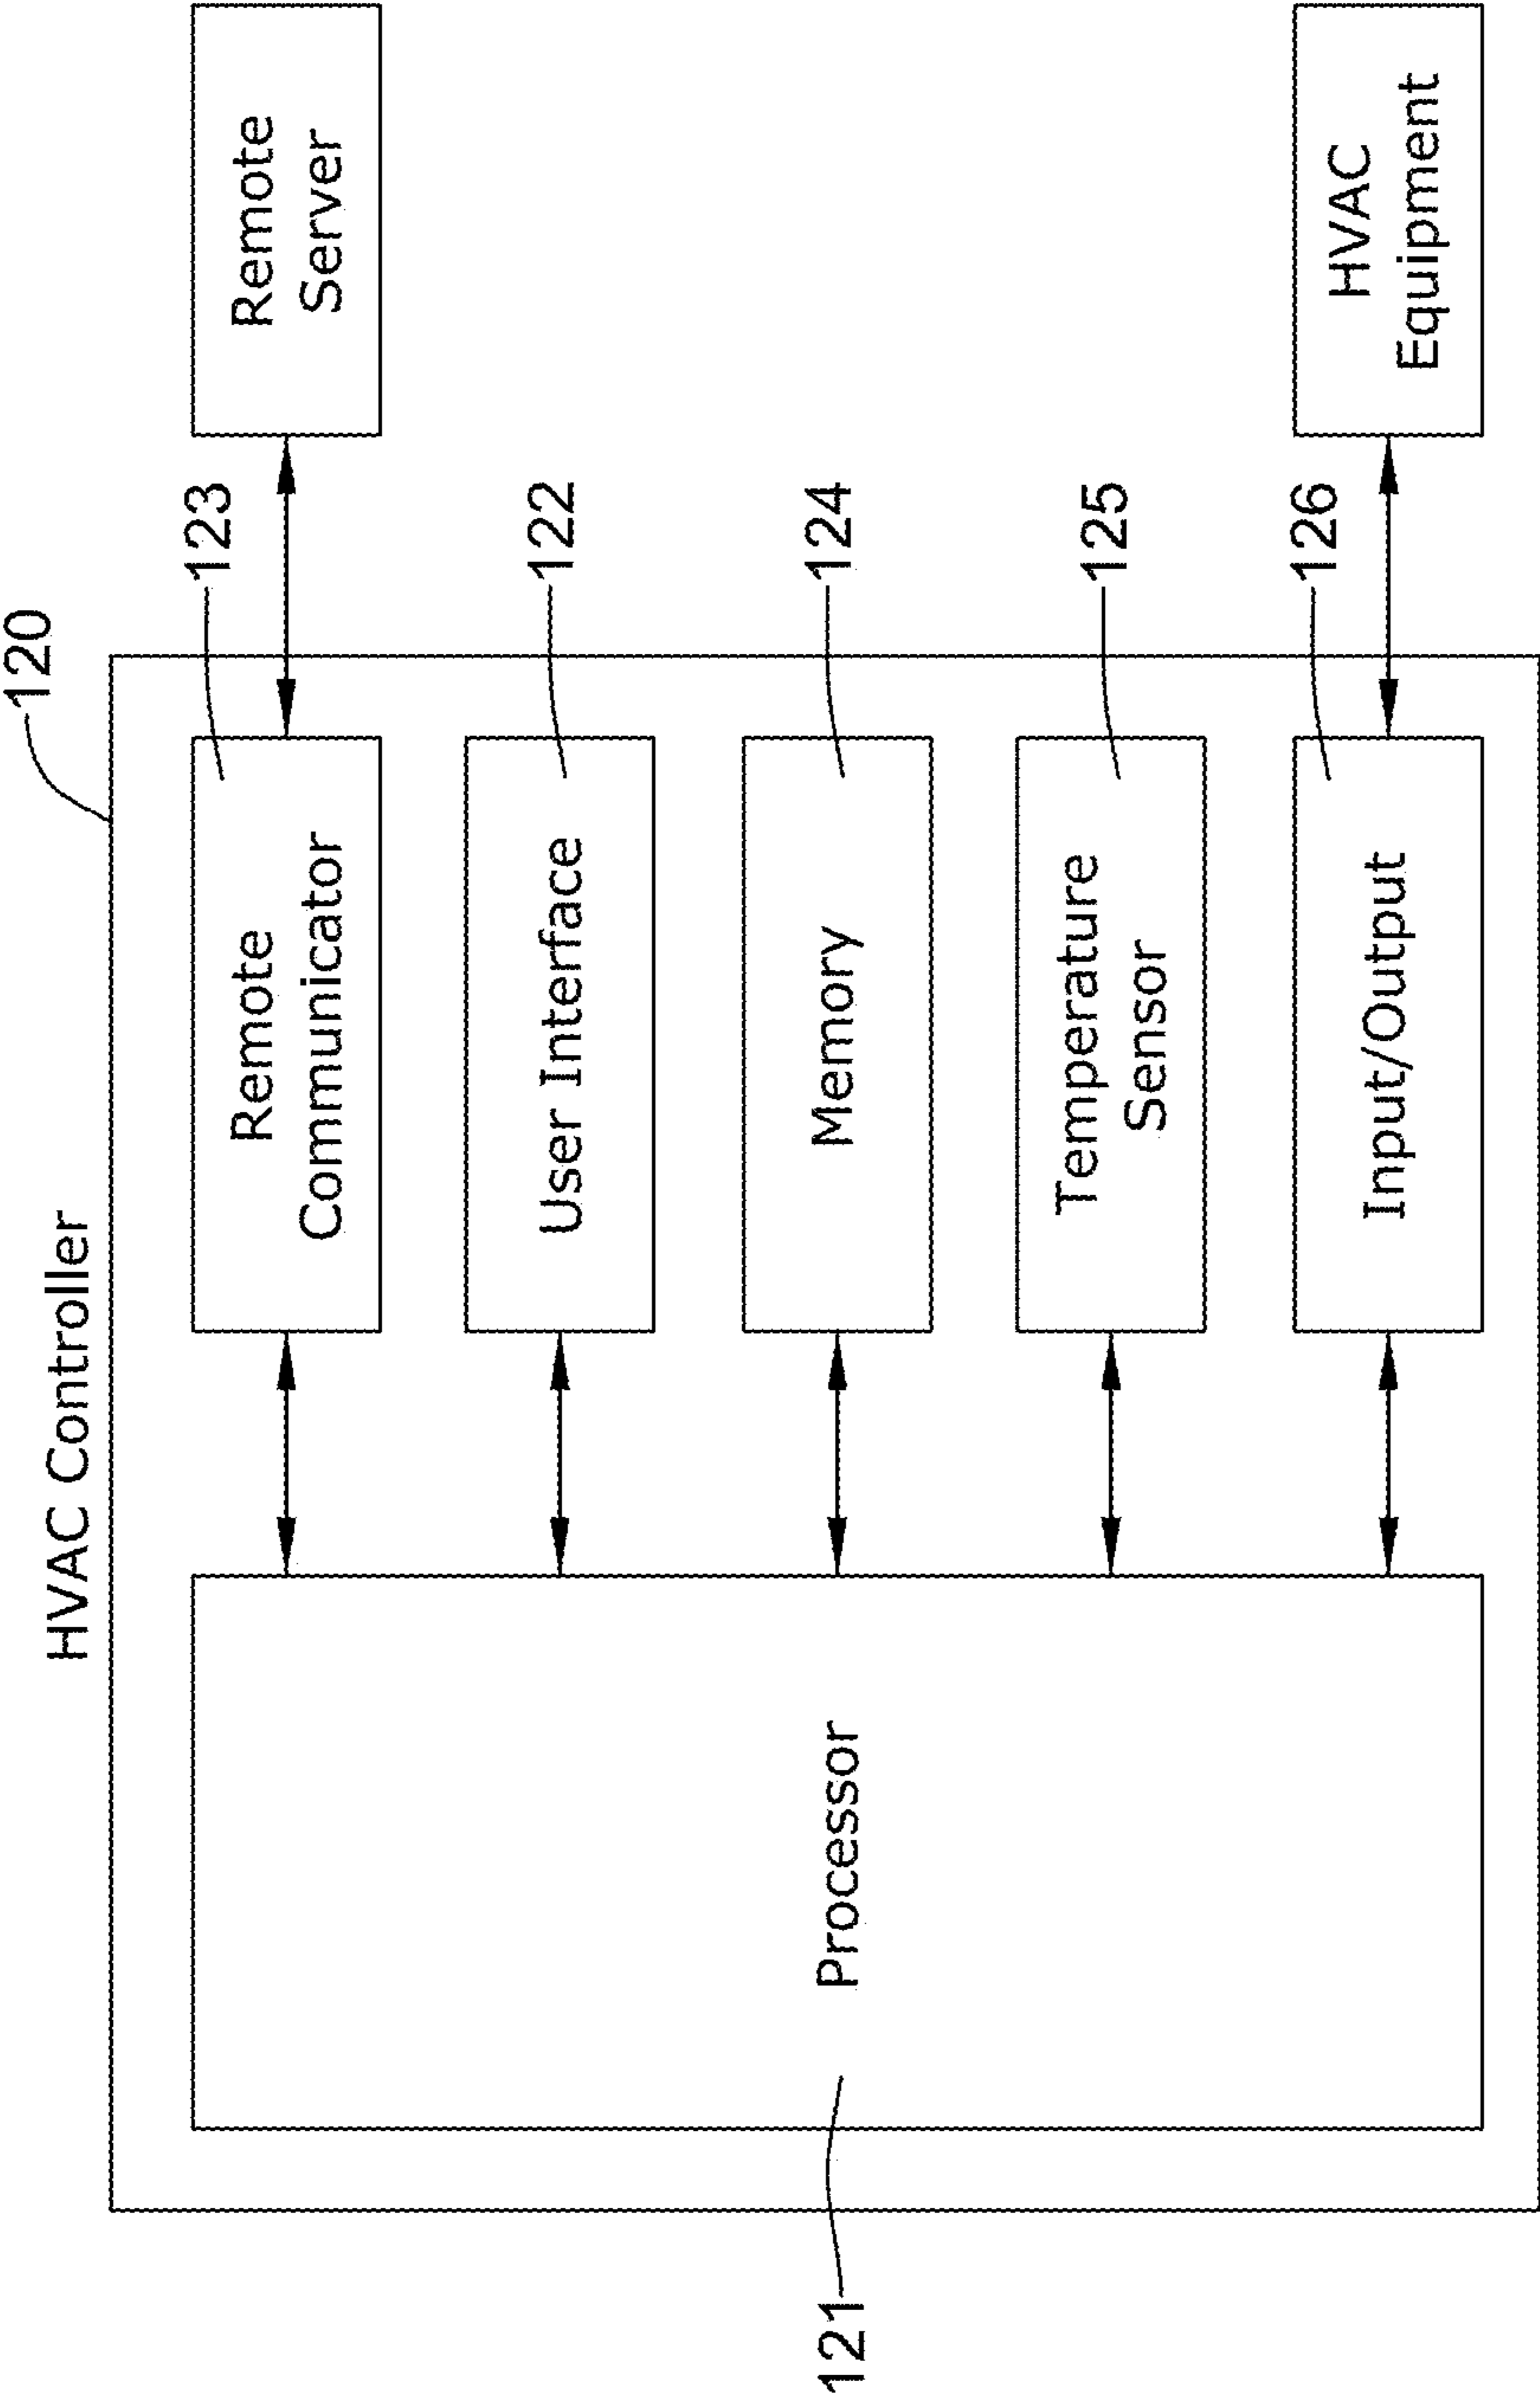 HVAC Controller
120
121
Processor
Remote
Communicator
123
Remote
Server
User Interface
122
Memory
124
Temperature
Sensor
125
Input/Output
126
HVAC
Equipment